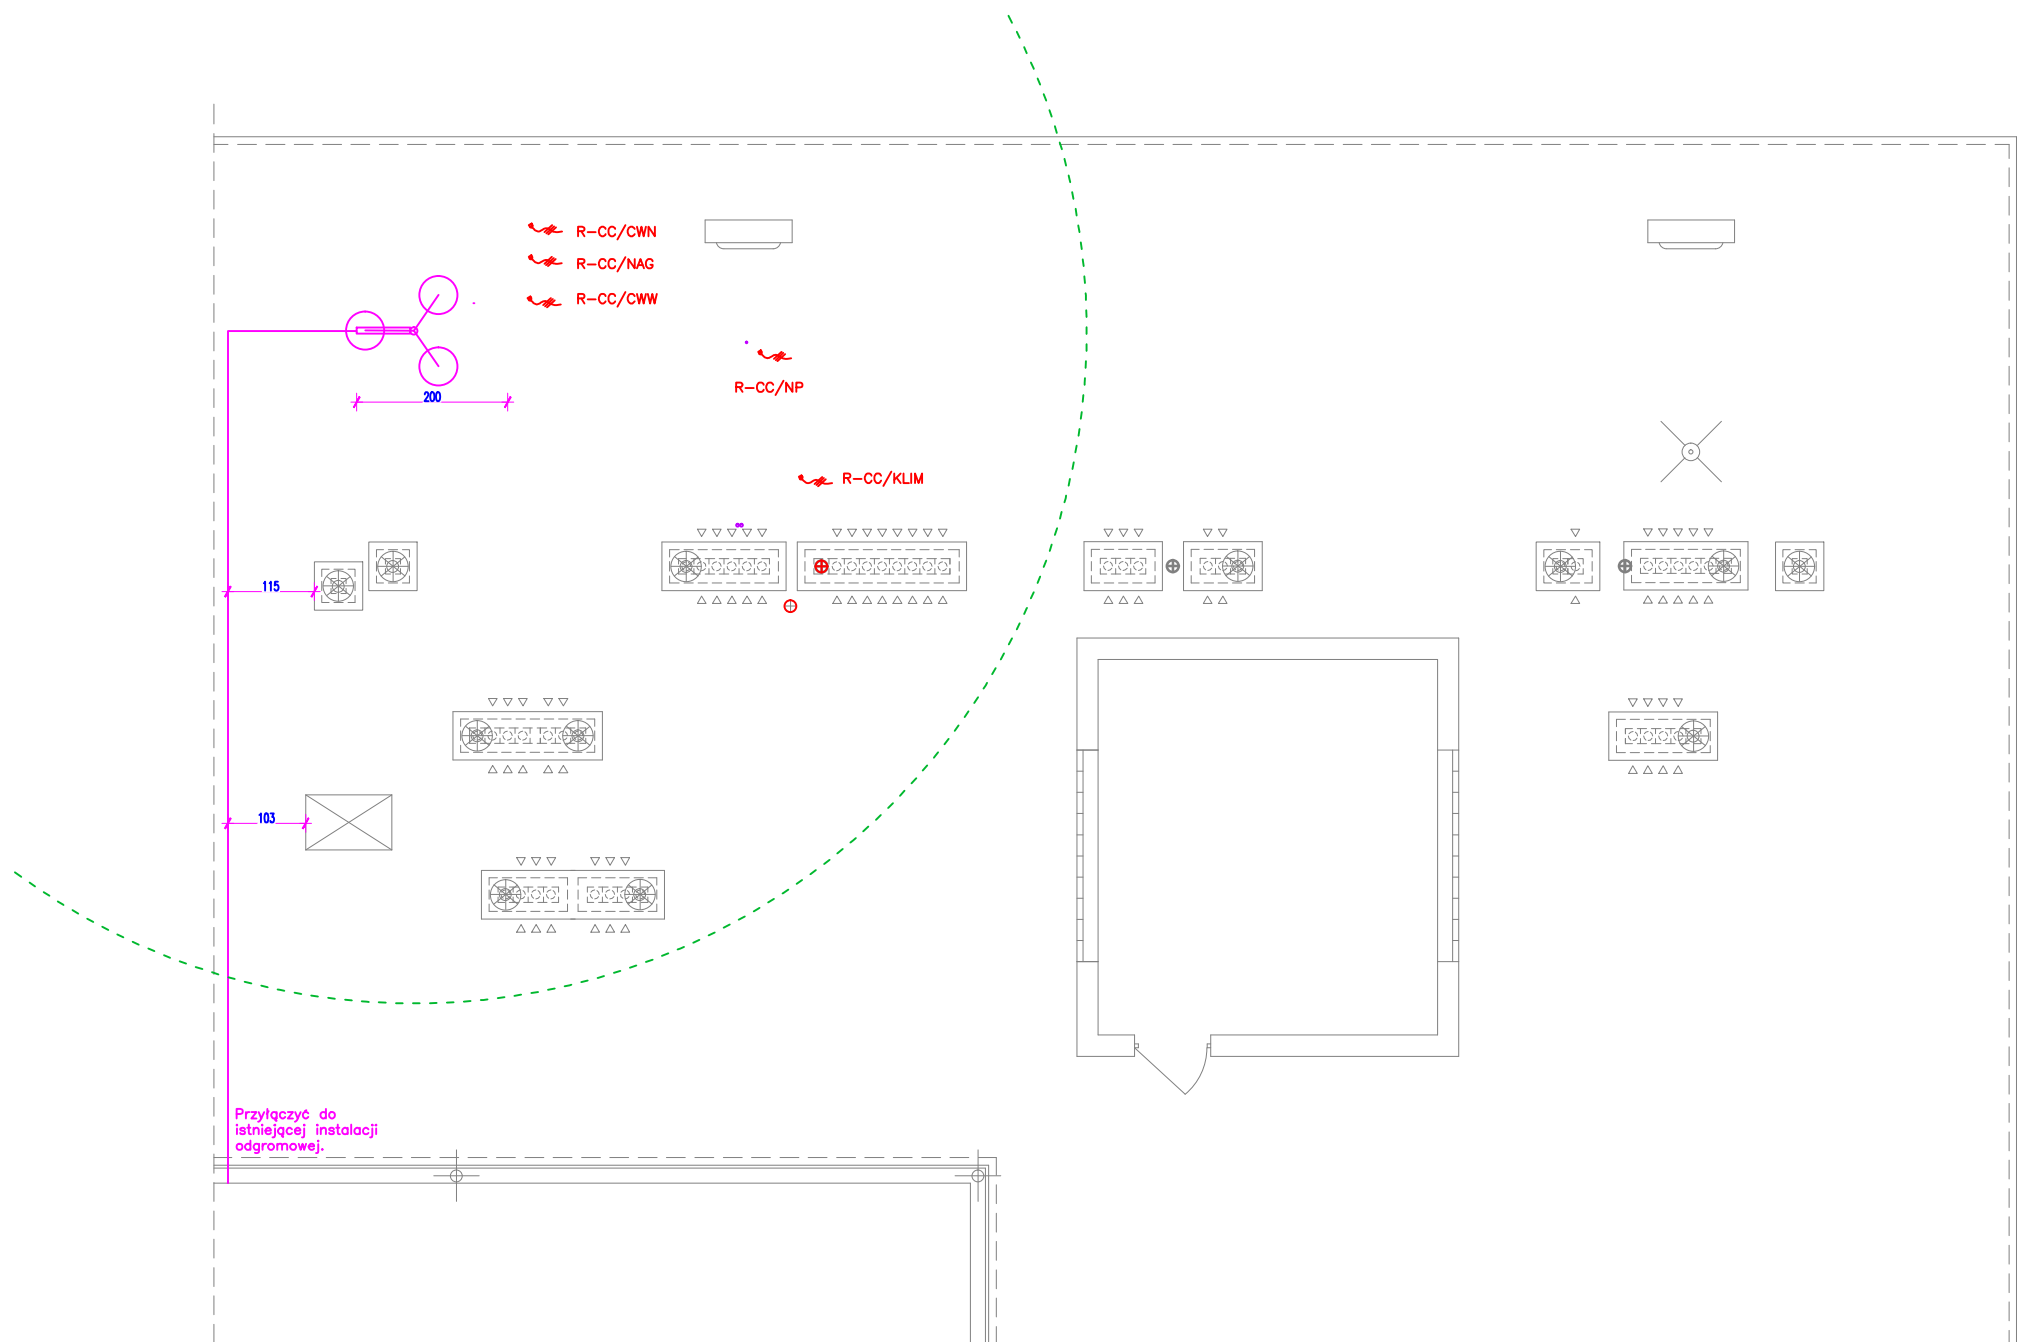 R-CC/CWN
R-CC/NAG
R-CC/CWW
R-CC/NP
200
R-CC/KLIM
115
103
Przyłączyć do
istniejącej instalacji
odgromowej.